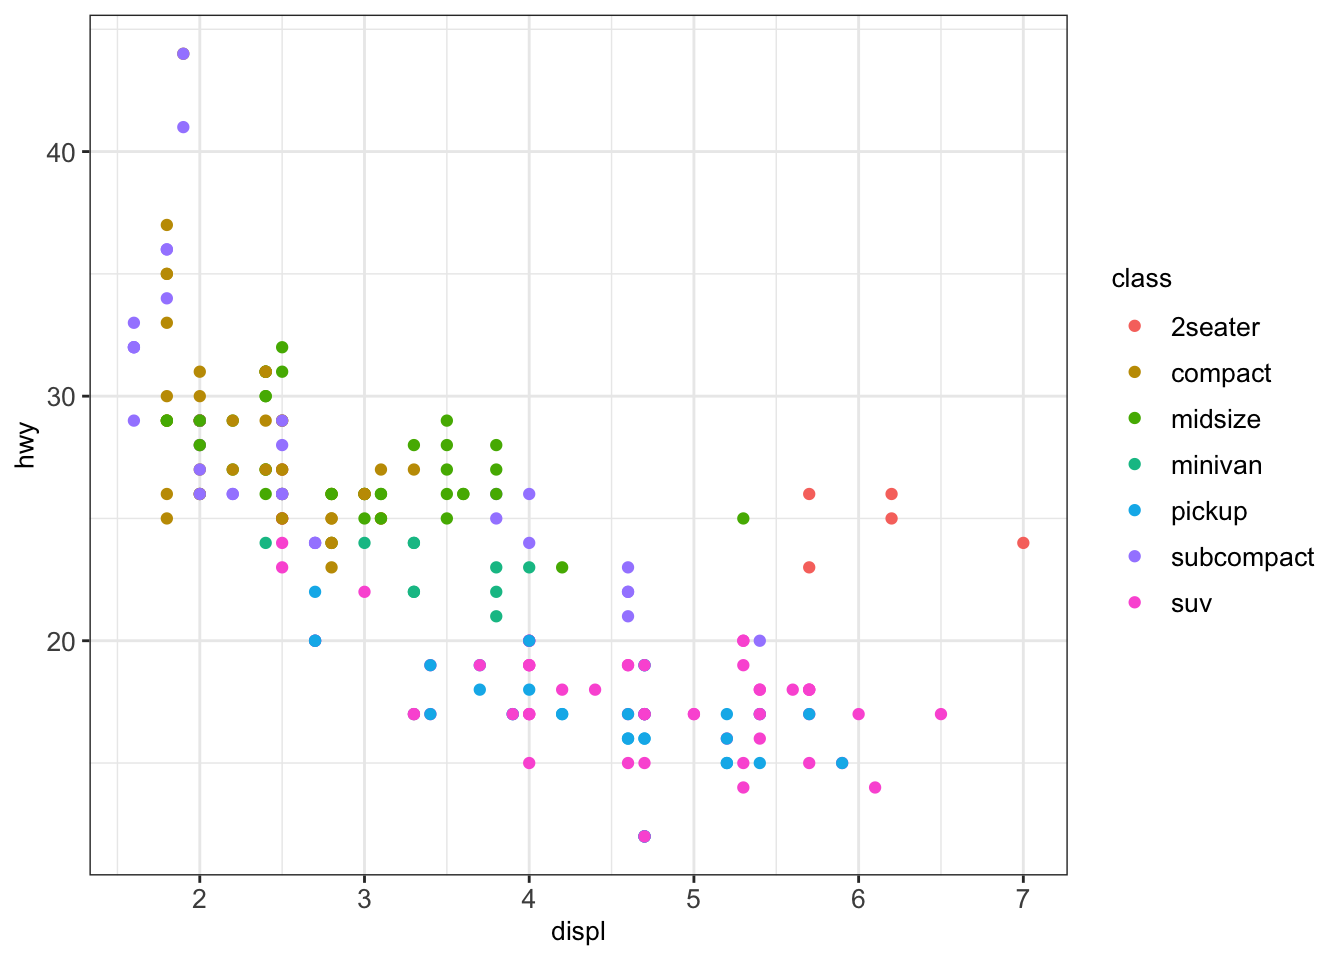 40
30
20
hwy
2 3 4 5 6 7
displ
class
2seater
compact
midsize
minivan
pickup
subcompact
suv